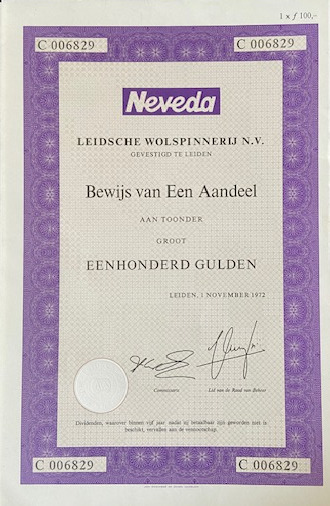 1 x ƒ 100,-
C 006829
C 006829
Neveda
LEIDSCHE WOLSPINNERIJ N.V.
GEVESTIGD TE LEIDEN
Bewijs van Een Aandeel
AAN TOONDER
GROOT
EENHONDERD GULDEN
LEIDEN, 1 NOVEMBER 1972
Commissaris
Lid van de Raad van Beheer
Dividenden, waarover binnen vijf jaar nadat zij betaalbaar zijn geworden niet is
beschikt, vervallen aan de vennootschap.
C 006829
C 006829